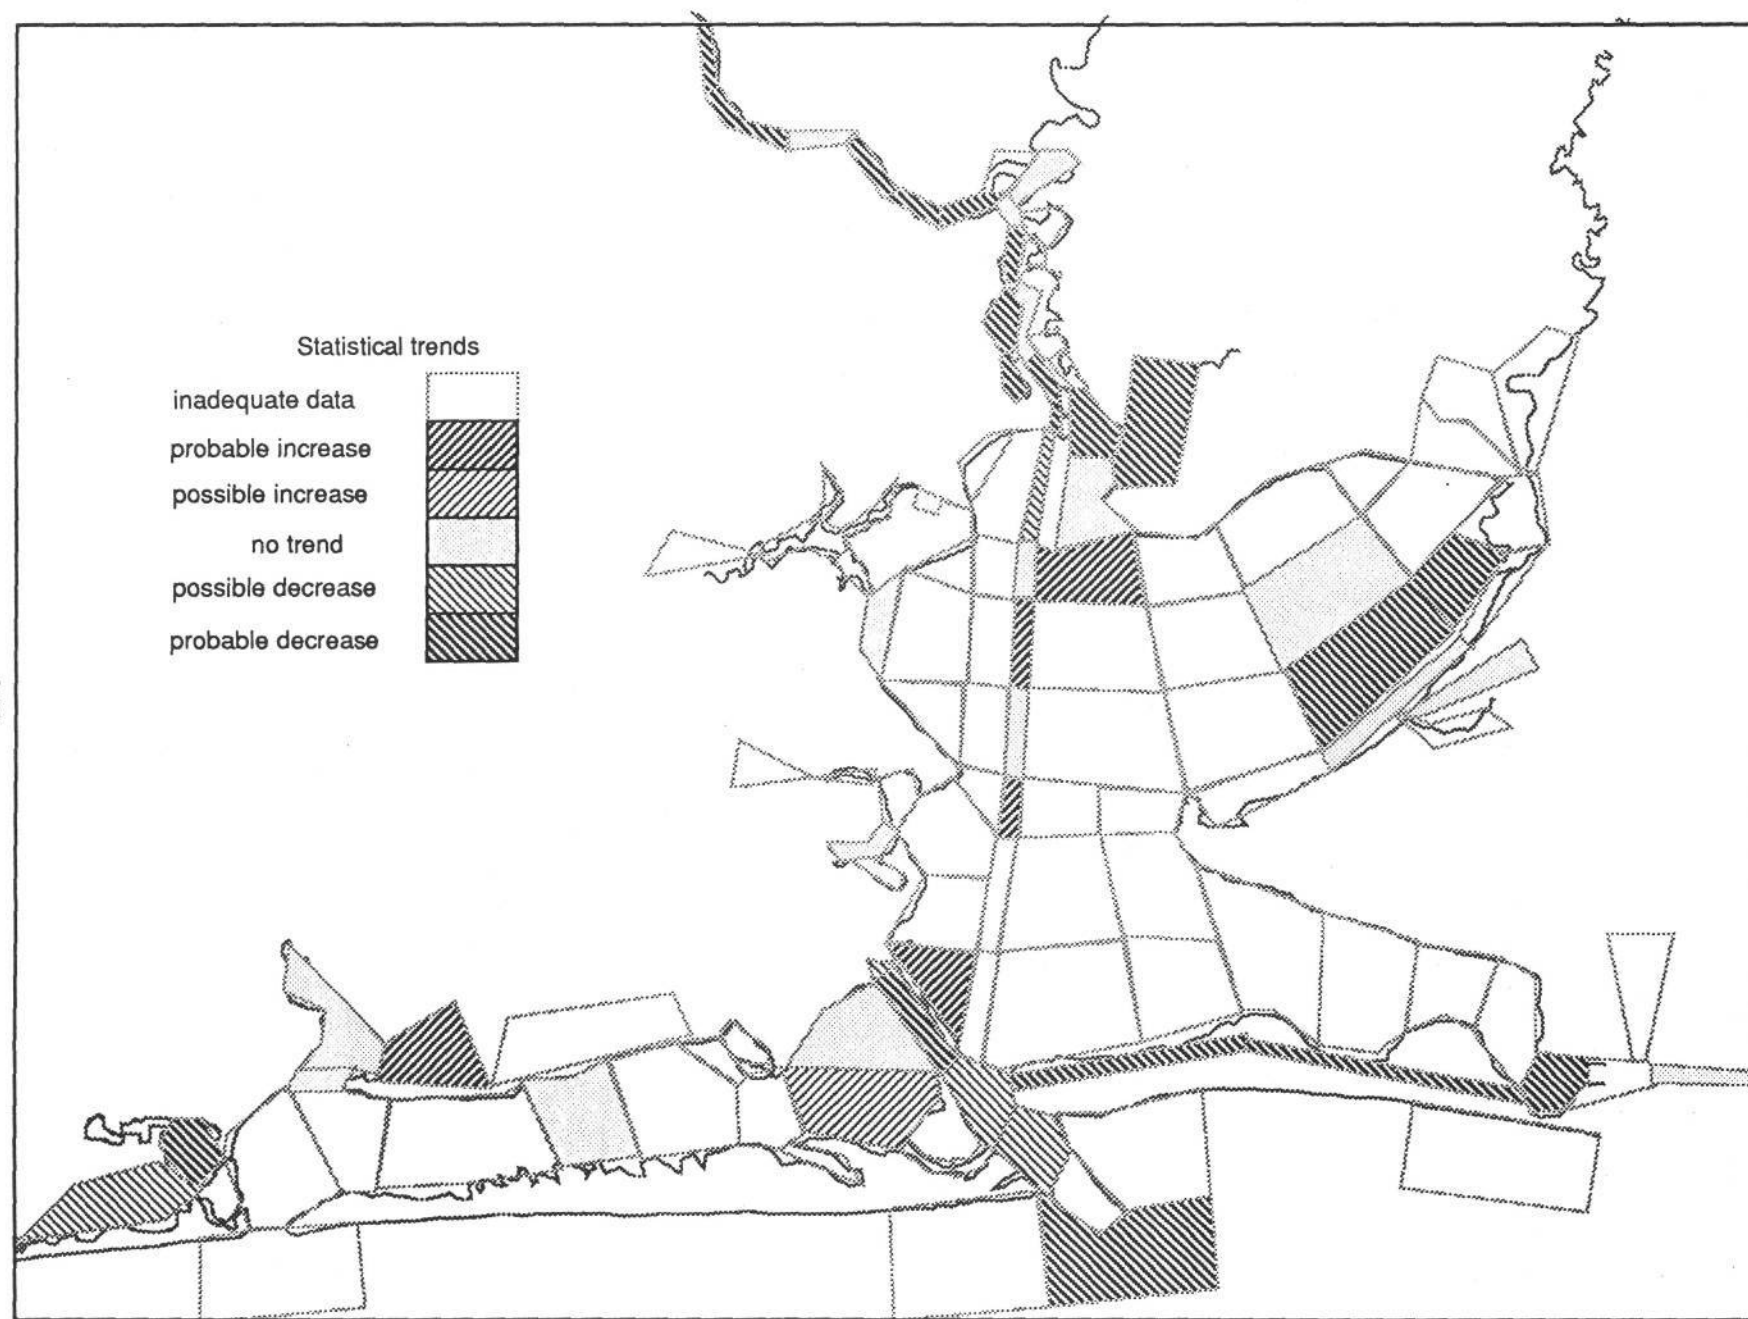 Statistical trends
inadequate data
probable increase
possible increase
no trend
possible decrease
probable decrease